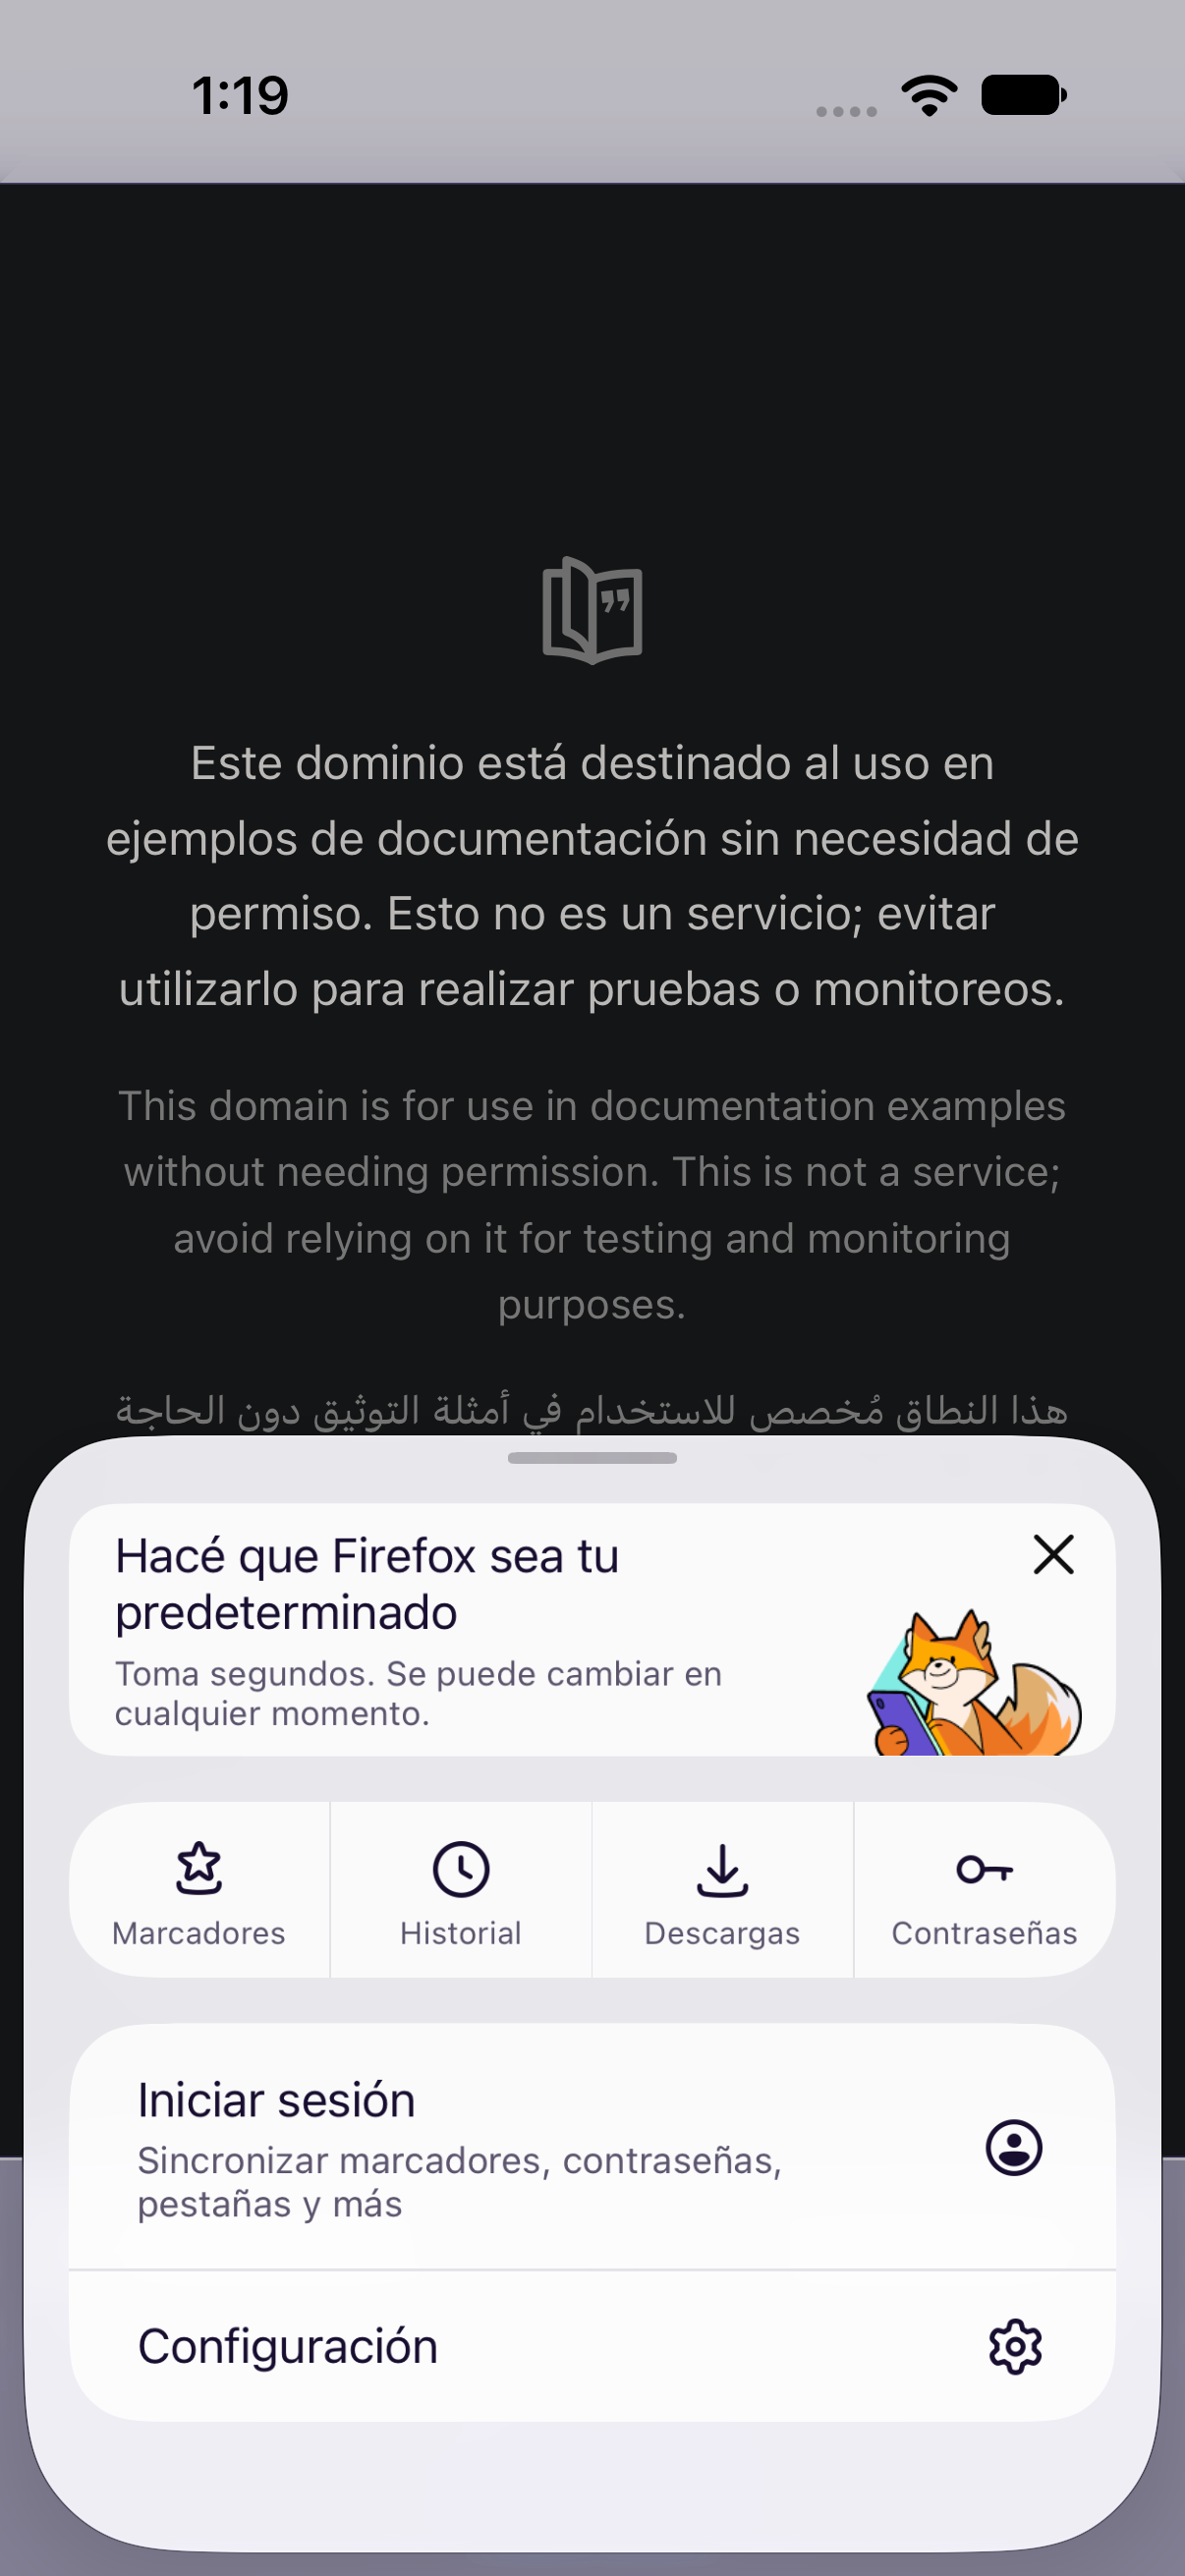 1:19
Este dominio está destinado al uso en
ejemplos de documentación sin necesidad de
permiso. Esto no es un servicio; evitar
utilizarlo para realizar pruebas o monitoreos.
This domain is for use in documentation examples
without needing permission. This is not a service;
avoid relying on it for testing and monitoring
purposes.
هذا النطاق مُخصص للاستخدام في أمثلة التوثيق دون الحاجة
Hacé que Firefox sea tu
predeterminado
Toma segundos. Se puede cambiar en
cualquier momento.
Marcadores
Historial
Descargas
Contraseñas
Iniciar sesión
Sincronizar marcadores, contraseñas,
pestañas y más
Configuración